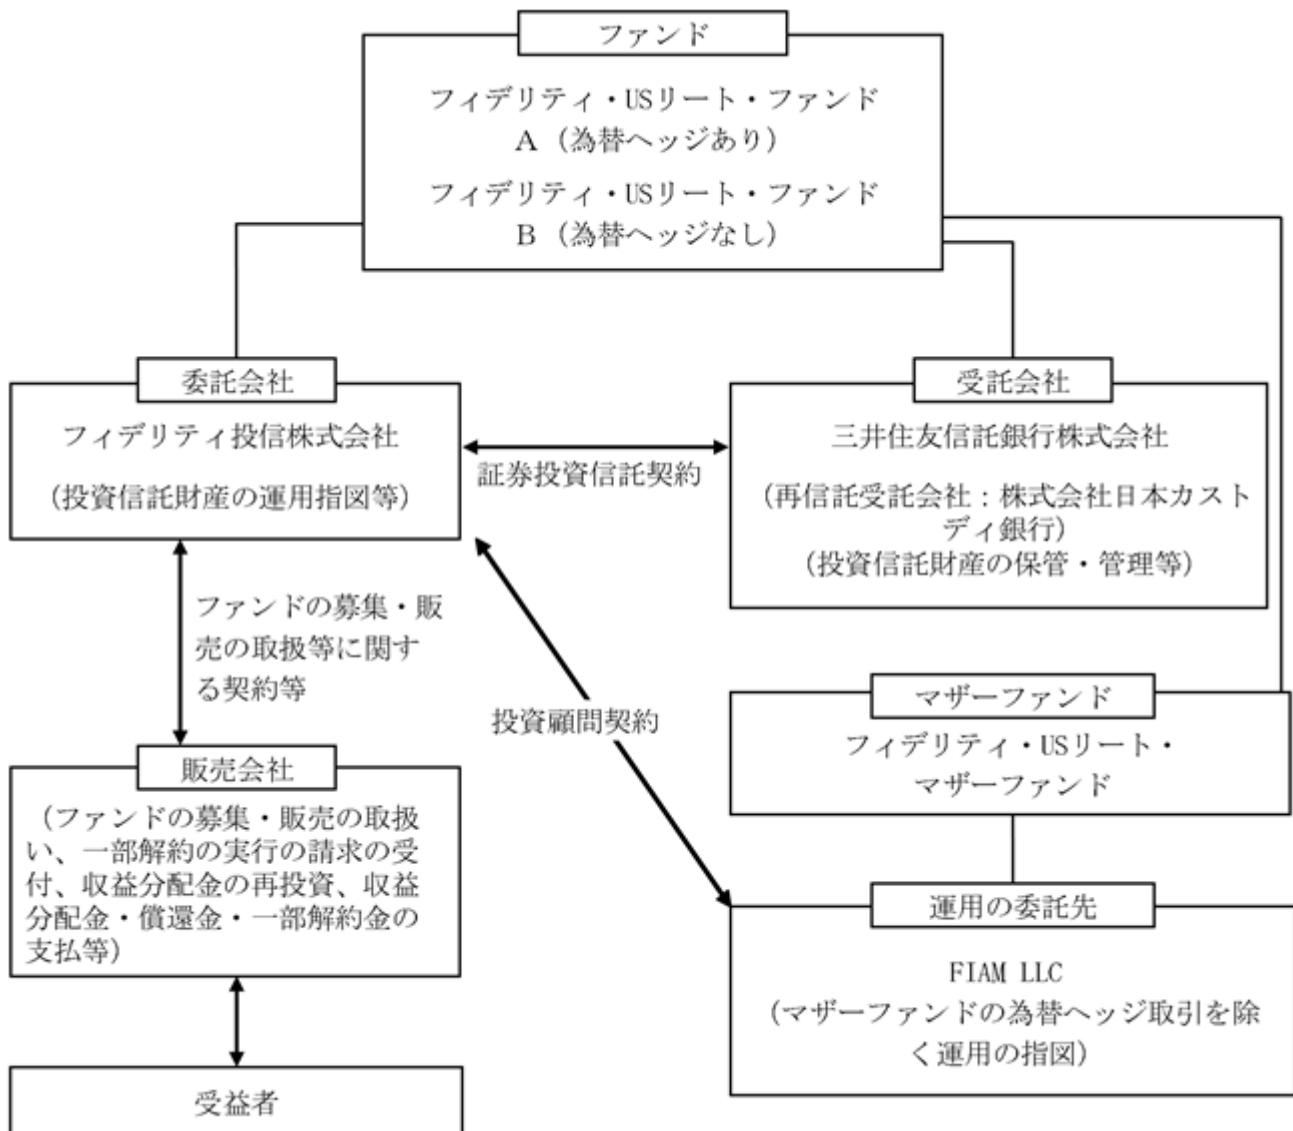 ファンド
フィデリティ・USリート・ファンド
A（為替ヘッジあり）
フィデリティ・USリート・ファンド
B（為替ヘッジなし）
委託会社
フィデリティ投信株式会社
（投資信託財産の運用指図等）
証券投資信託契約
受託会社
三井住友信託銀行株式会社
（再信託受託会社：株式会社日本カスト
ディ銀行）
（投資信託財産の保管・管理等）
ファンドの募集・販
売の取扱等に関す
る契約等
投資顧問契約
マザーファンド
フィデリティ・USリート・
マザーファンド
販売会社
（ファンドの募集・販売の取扱
い、一部解約の実行の請求の受
付、収益分配金の再投資、収益
分配金・償還金・一部解約金の
支払等）
運用の委託先
FIAM LLC
（マザーファンドの為替ヘッジ取引を除
く運用の指図）
受益者